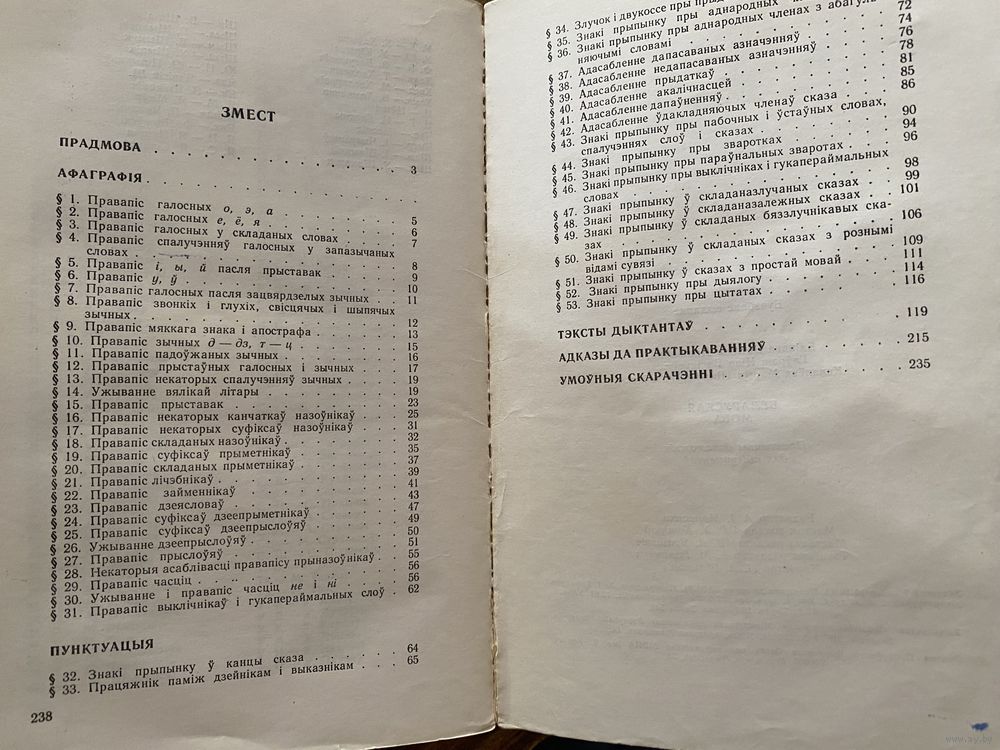 ЗМЕСТ
ПРАДМОВА . . . . . . . . . . . . 3
АФАГРАФІЯ . . . . . . . . . . . .
§ 1. Правапіс галосных о, э, а . . . . . 5
§ 2. Правапіс галосных е, ё, я . . . . . 6
§ 3. Правапіс галосных у складаных словах . . . . 7
§ 4. Правапіс спалучэнняў галосных у запазычаных
словах . . . . . 8
§ 5. Правапіс і, ы, й пасля прыставак . . . . 9
§ 6. Правапіс у, ў . . . . . 10
§ 7. Правапіс галосных пасля зацвярдзелых зычных . . 11
§ 8. Правапіс звонкіх і глухіх, свісцячых і шыпячых
зычных . . . . . 12
§ 9. Правапіс мяккага знака і апострафа . . . . 13
§ 10. Правапіс зычных д — дз, т — ц . . . . 15
§ 11. Правапіс падоўжаных зычных . . . . 16
§ 12. Правапіс прыстаўных галосных і зычных . . . 17
§ 13. Правапіс некаторых спалучэнняў зычных . . . 19
§ 14. Ужыванне вялікай літары . . . . 19
§ 15. Правапіс прыставак . . . . 23
§ 16. Правапіс некаторых канчаткаў назоўнікаў . . . 25
§ 17. Правапіс некаторых суфіксаў назоўнікаў . . . 31
§ 18. Правапіс складаных назоўнікаў . . . . 32
§ 19. Правапіс суфіксаў прыметнікаў . . . . 35
§ 20. Правапіс складаных прыметнікаў . . . . 37
§ 21. Правапіс лічэбнікаў . . . . 39
§ 22. Правапіс займеннікаў . . . . 41
§ 23. Правапіс дзеясловаў . . . . 43
§ 24. Правапіс суфіксаў дзеепрыметнікаў . . . . 47
§ 25. Правапіс суфіксаў дзеепрыслоўяў . . . . 49
§ 26. Ужыванне дзеепрыслоўяў . . . . 50
§ 27. Правапіс прыслоўяў . . . . 51
§ 28. Некаторыя асаблівасці правапісу прыназоўнікаў . . 55
§ 29. Правапіс часціц . . . . 56
§ 30. Ужыванне і правапіс часціц не і ні . . . . 56
§ 31. Правапіс выклічнікаў і гукапераймальных слоў . 62
ПУНКТУАЦЫЯ
§ 32. Знакі прыпынку ў канцы сказа . . . . 64
§ 33. Працяжнік паміж дзейнікам і выказнікам . . . 65
238
§ 34. Злучок і двукоссе пры
§ 35. Знакі прыпынку пры аднародных 72
§ 36. Знакі прыпынку пры аднародных членах з абагуль-
няючымі словамі . . . . 74
§ 37. Адасабленне дапасаваных азначэнняў . . . 76
§ 38. Адасабленне недапасаваных азначэнняў . . . 78
§ 39. Адасабленне прыдаткаў . . . . 81
§ 40. Адасабленне акалічнасцей . . . . 85
§ 41. Адасабленне дапаўненняў . . . . 86
§ 42. Адасабленне ўдакладняючых членаў сказа . . . 90
§ 43. Знакі прыпынку пры пабочных і ўстаўных словах,
спалучэннях слоў і сказах . . . . 94
§ 44. Знакі прыпынку пры зваротках . . . . 96
§ 45. Знакі прыпынку пры параўнальных зваротах . . .
§ 46. Знакі прыпынку пры выклічніках і гукапераймальных
словах . . . . 98
§ 47. Знакі прыпынку ў складаназлучаных сказах . . 99
§ 48. Знакі прыпынку ў складаназалежных сказах . . 101
§ 49. Знакі прыпынку ў складаных бяззлучнікавых ска-
зах . . . . 106
§ 50. Знакі прыпынку ў складаных сказах з рознымі
відамі сувязі . . . . 109
§ 51. Знакі прыпынку ў сказах з простай мовай . . . 111
§ 52. Знакі прыпынку пры дыялогу . . . . 114
§ 53. Знакі прыпынку пры цытатах . . . . 116
ТЭКСТЫ ДЫКТАНТАЎ . . . . 119
АДКАЗЫ ДА ПРАКТЫКАВАННЯЎ . . . . 215
УМОЎНЫЯ СКАРАЧЭННІ . . . . 235